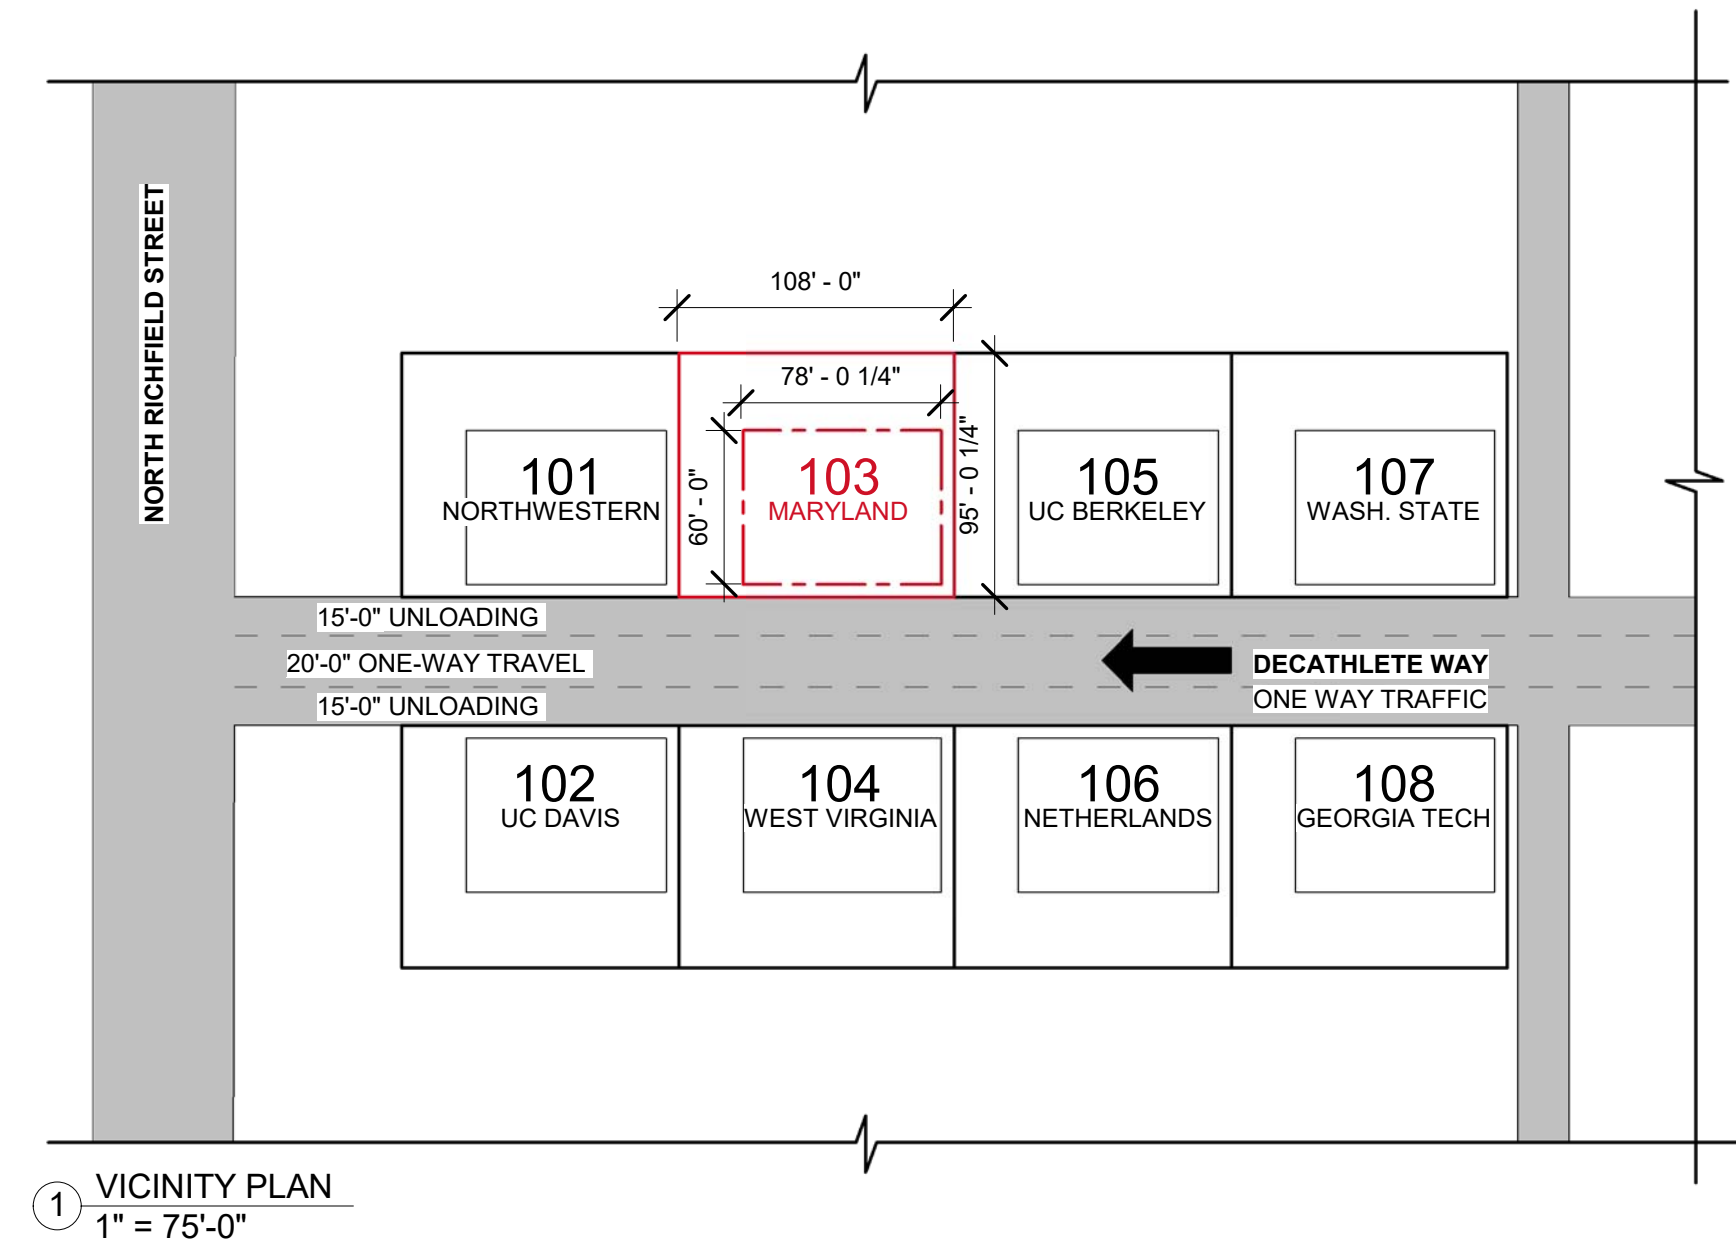 NORTH RICHFIELD STREET
108' - 0"
78' - 0 1/4"
60' - 0"
95' - 0 1/4"
101
NORTHWESTERN
103
MARYLAND
105
UC BERKELEY
107
WASH. STATE
15'-0" UNLOADING
20'-0" ONE-WAY TRAVEL
15'-0" UNLOADING
DECATHLETE WAY
ONE WAY TRAFFIC
102
UC DAVIS
104
WEST VIRGINIA
106
NETHERLANDS
108
GEORGIA TECH
1
VICINITY PLAN
1" = 75'-0"